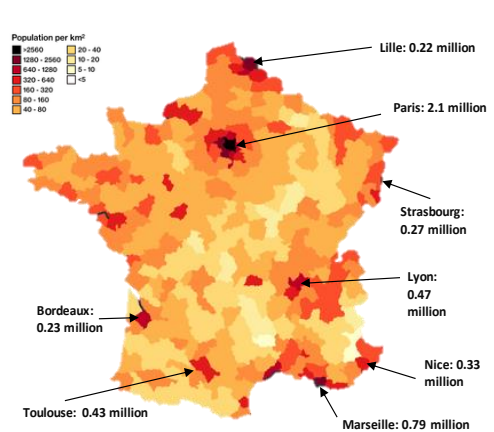 Population per km²
>2560
1280 - 2560
640 - 1280
320 - 640
160 - 320
80 - 160
40 - 80
20 - 40
10 - 20
5 - 10
<5
Lille: 0.22 million
Paris: 2.1 million
Strasbourg:
0.27 million
Lyon:
0.47
million
Bordeaux:
0.23 million
Nice: 0.33
million
Toulouse: 0.43 million
Marseille: 0.79 million